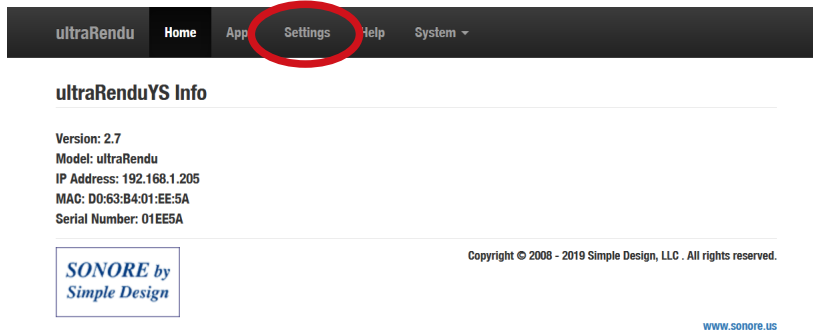 ultraRendu Home App Settings Help System
ultraRenduYS Info
Version: 2.7
Model: ultraRendu
IP Address: 192.168.1.205
MAC: D0:63:B4:01:EE:5A
Serial Number: 01EE5A
SONORE by
Simple Design
Copyright © 2008 - 2019 Simple Design, LLC . All rights reserved.
www.sonore.us